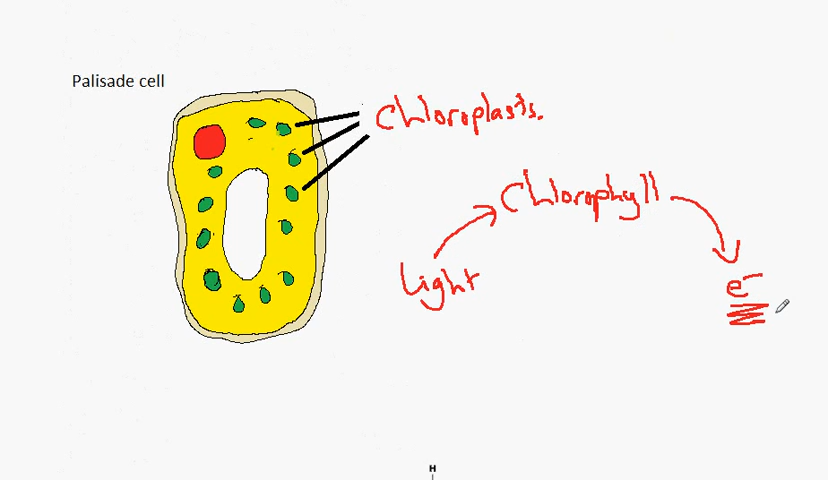 Palisade cell
Chloroplasts.
Chlorophyll
Light
e⁻
H